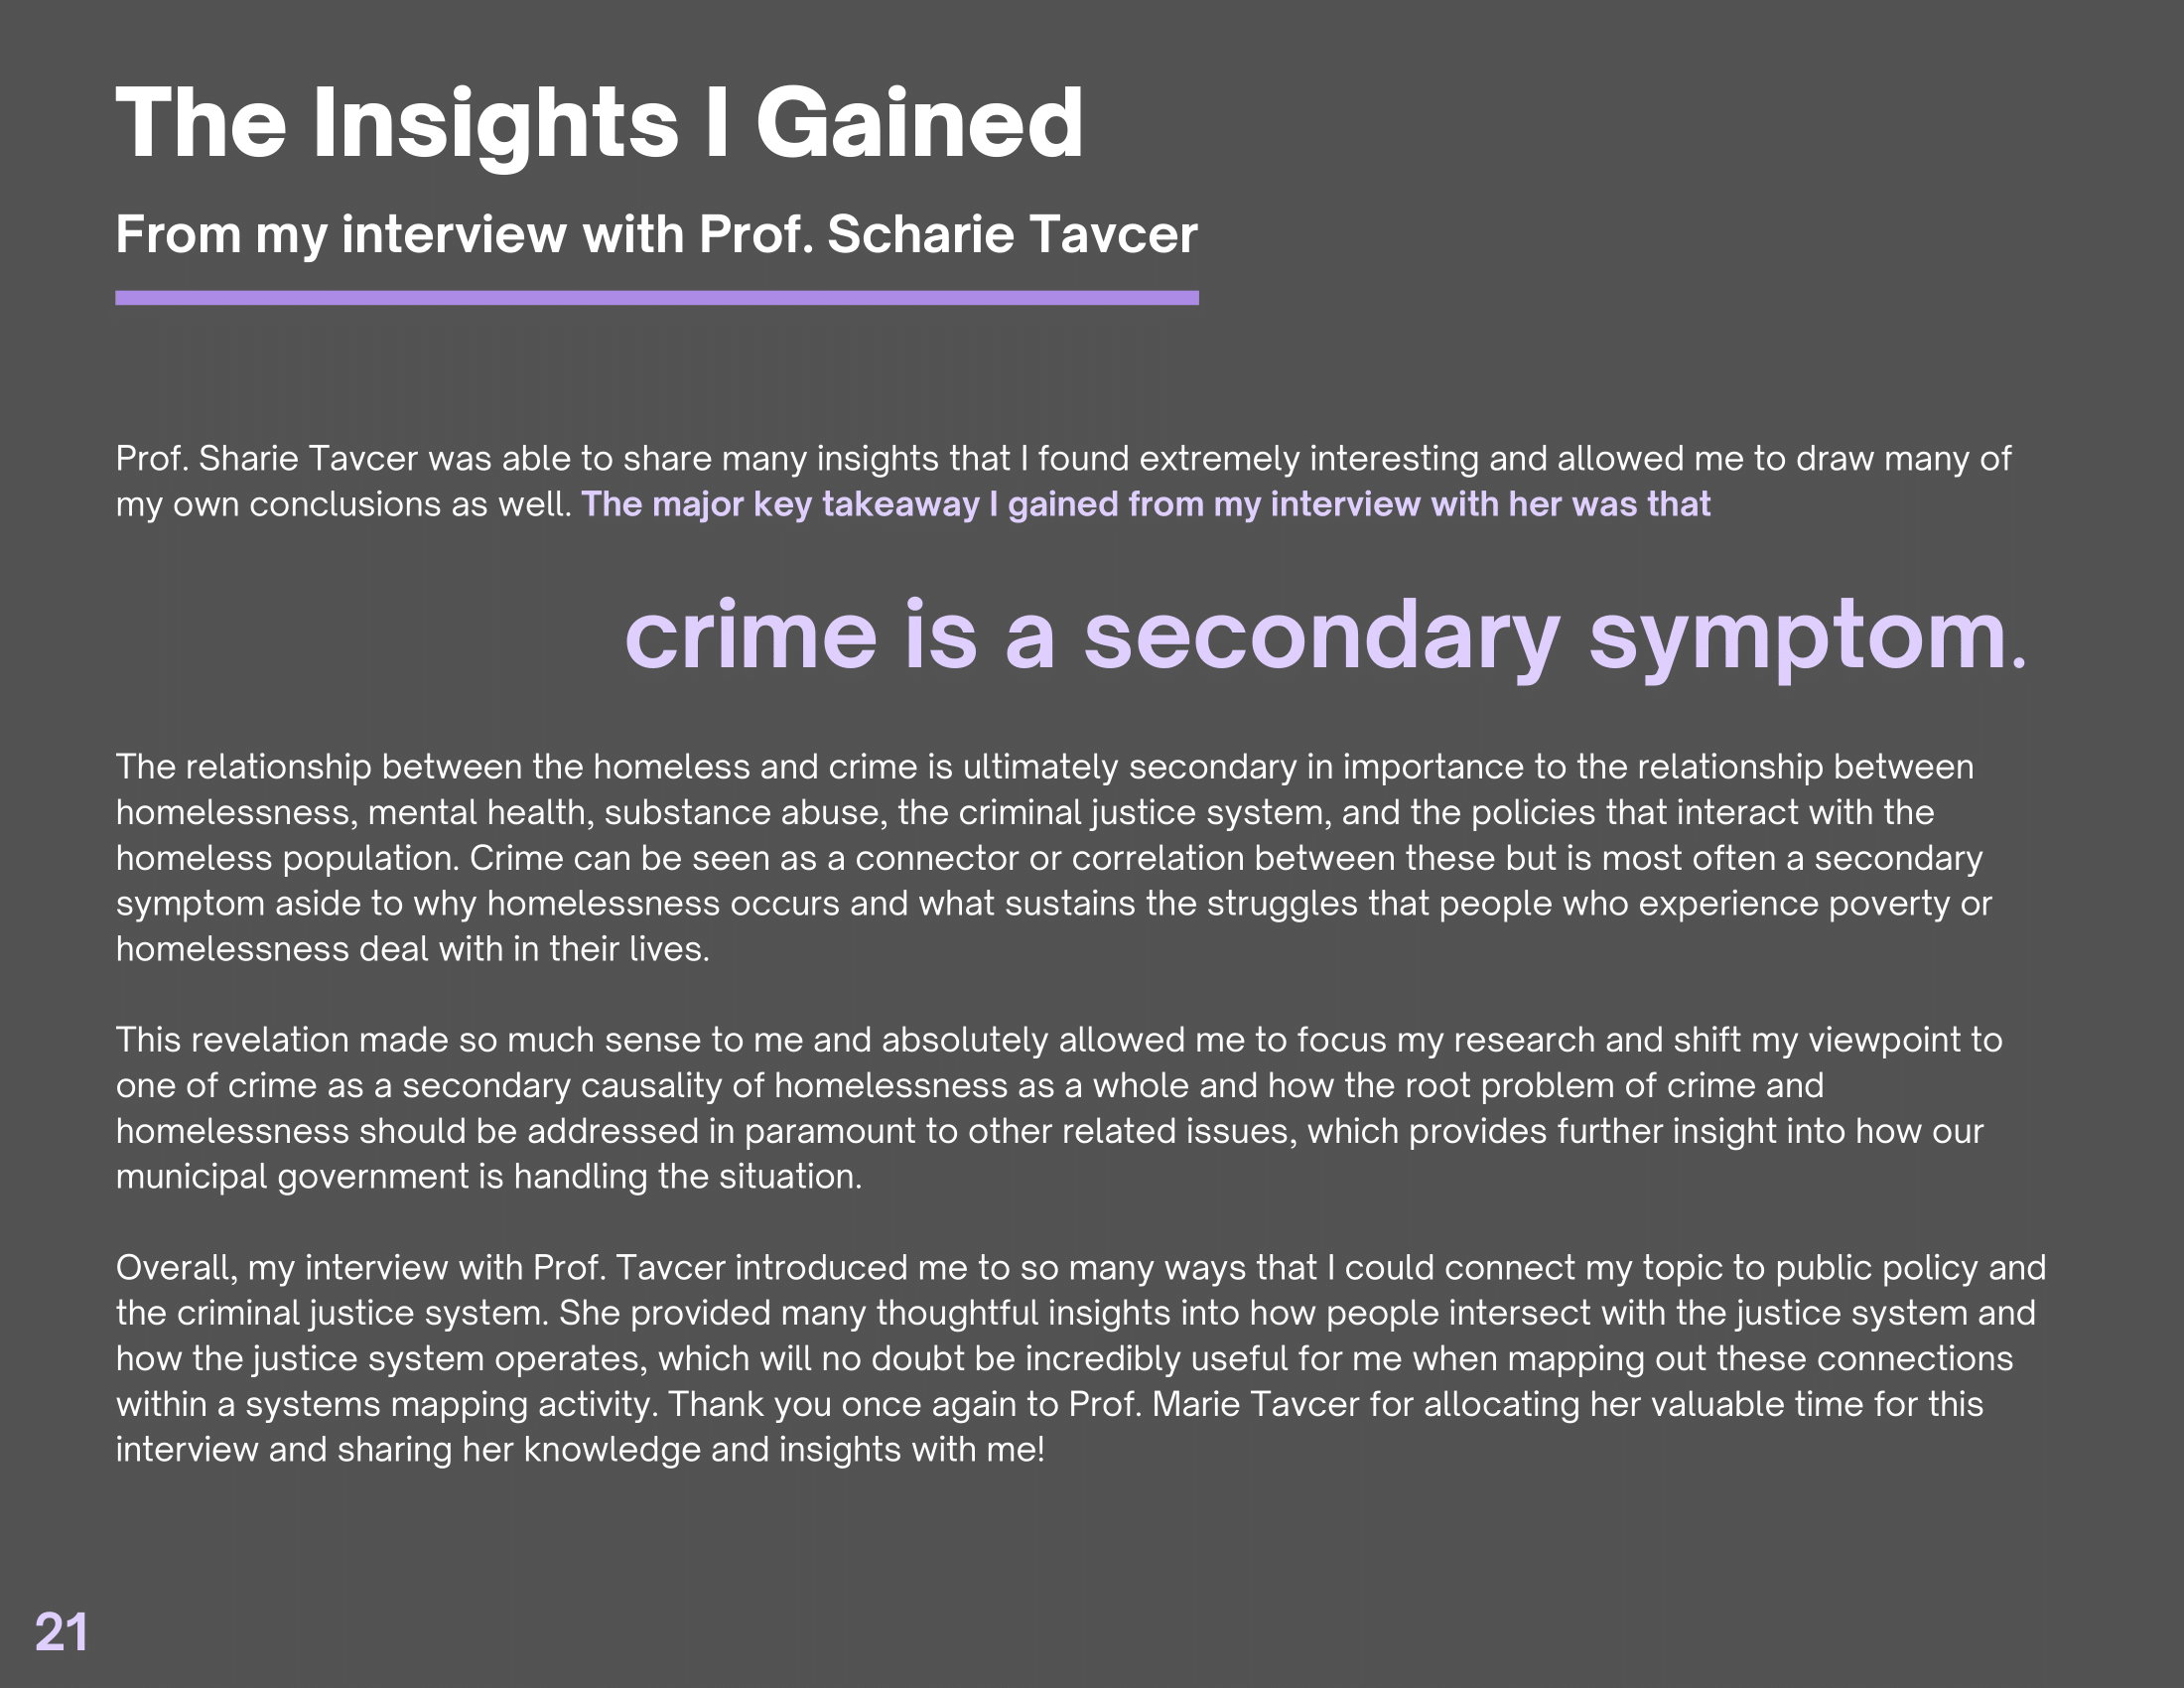 The Insights I Gained
From my interview with Prof. Scharie Tavcer
Prof. Sharie Tavcer was able to share many insights that I found extremely interesting and allowed me to draw many of
my own conclusions as well. The major key takeaway I gained from my interview with her was that
crime is a secondary symptom.
The relationship between the homeless and crime is ultimately secondary in importance to the relationship between
homelessness, mental health, substance abuse, the criminal justice system, and the policies that interact with the
homeless population. Crime can be seen as a connector or correlation between these but is most often a secondary
symptom aside to why homelessness occurs and what sustains the struggles that people who experience poverty or
homelessness deal with in their lives.
This revelation made so much sense to me and absolutely allowed me to focus my research and shift my viewpoint to
one of crime as a secondary causality of homelessness as a whole and how the root problem of crime and
homelessness should be addressed in paramount to other related issues, which provides further insight into how our
municipal government is handling the situation.
Overall, my interview with Prof. Tavcer introduced me to so many ways that I could connect my topic to public policy and
the criminal justice system. She provided many thoughtful insights into how people intersect with the justice system and
how the justice system operates, which will no doubt be incredibly useful for me when mapping out these connections
within a systems mapping activity. Thank you once again to Prof. Marie Tavcer for allocating her valuable time for this
interview and sharing her knowledge and insights with me!
21